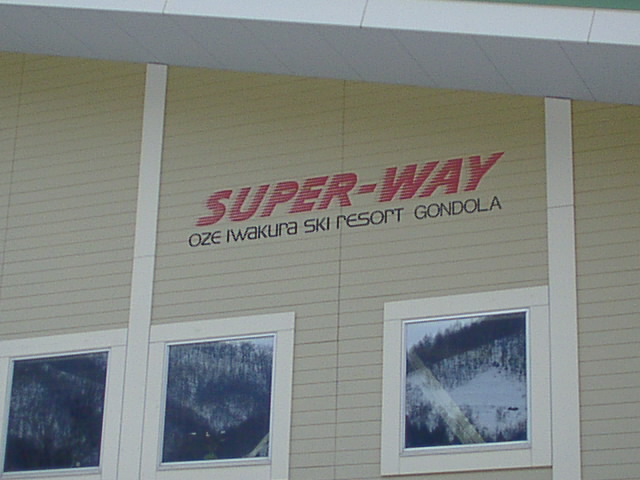 SUPER-WAY
OZE IWAKURA SKI RESORT GONDOLA